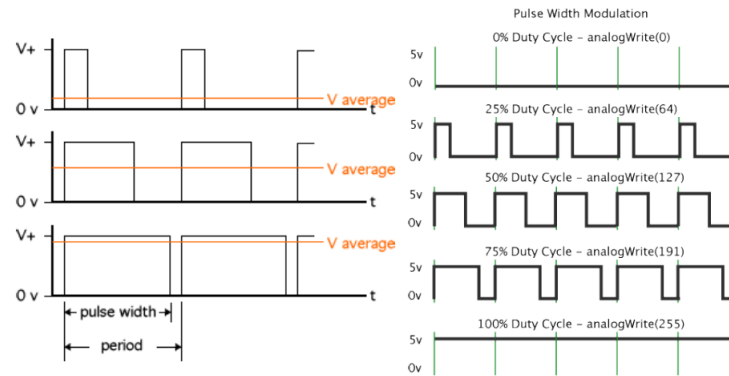 V+
V average
0 v
t
V+
V average
0 v
t
V+
V average
0 v
t
pulse width
period
Pulse Width Modulation
0% Duty Cycle - analogWrite(0)
5v
0v
25% Duty Cycle - analogWrite(64)
5v
0v
50% Duty Cycle - analogWrite(127)
5v
0v
75% Duty Cycle - analogWrite(191)
5v
0v
100% Duty Cycle - analogWrite(255)
5v
0v